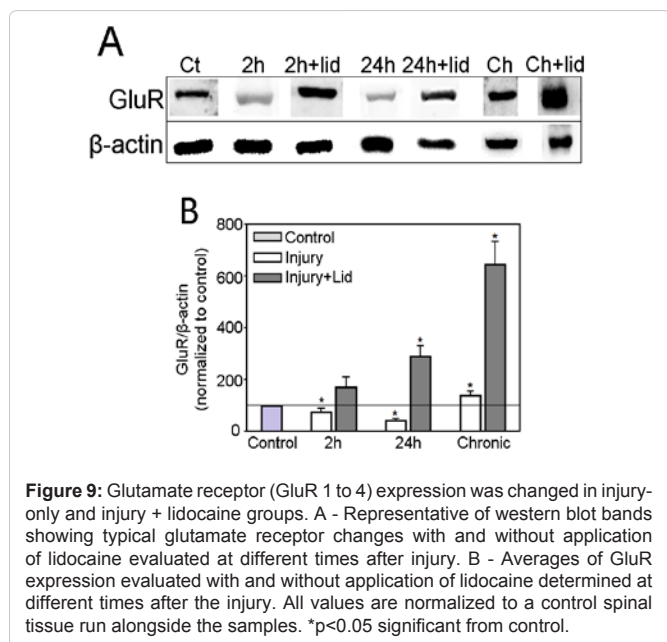 A
Ct 2h 2h+lid 24h 24h+lid Ch Ch+lid
GluR
β-actin
B
800
600
400
200
0
GluR/β-actin
(normalized to control)
Control
Injury
Injury+Lid
* * * * *
Control 2h 24h Chronic
Figure 9: Glutamate receptor (GluR 1 to 4) expression was changed in injury-
only and injury + lidocaine groups. A - Representative of western blot bands
showing typical glutamate receptor changes with and without application
of lidocaine evaluated at different times after injury. B - Averages of GluR
expression evaluated with and without application of lidocaine determined at
different times after the injury. All values are normalized to a control spinal
tissue run alongside the samples. *p<0.05 significant from control.